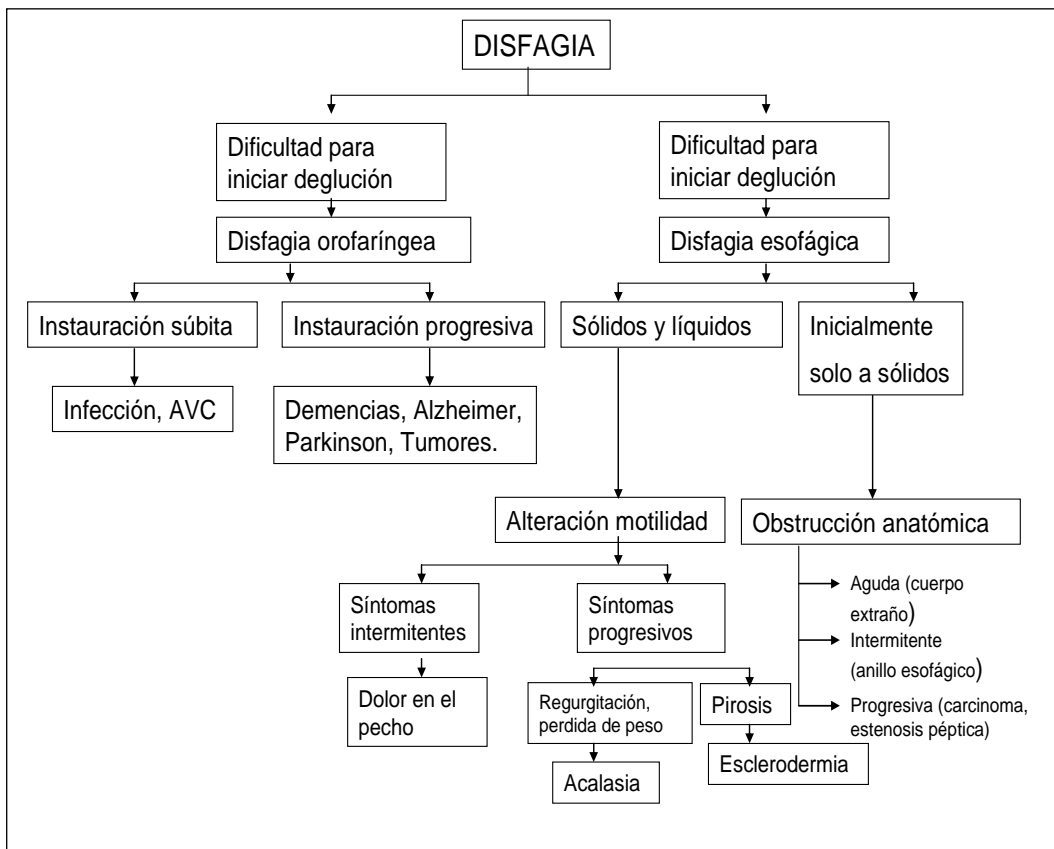 DISFAGIA
Dificultad para
iniciar deglución
Dificultad para
iniciar deglución
Disfagia orofaríngea
Disfagia esofágica
Instauración súbita
Instauración progresiva
Sólidos y líquidos
Inicialmente
solo a sólidos
Infección, AVC
Demencias, Alzheimer,
Parkinson, Tumores.
Alteración motilidad
Obstrucción anatómica
Síntomas
intermitentes
Síntomas
progresivos
Aguda (cuerpo
extraño)
Intermitente
(anillo esofágico)
Progresiva (carcinoma,
estenosis péptica)
Dolor en el
pecho
Regurgitación,
perdida de peso
Pirosis
Acalasia
Esclerodermia